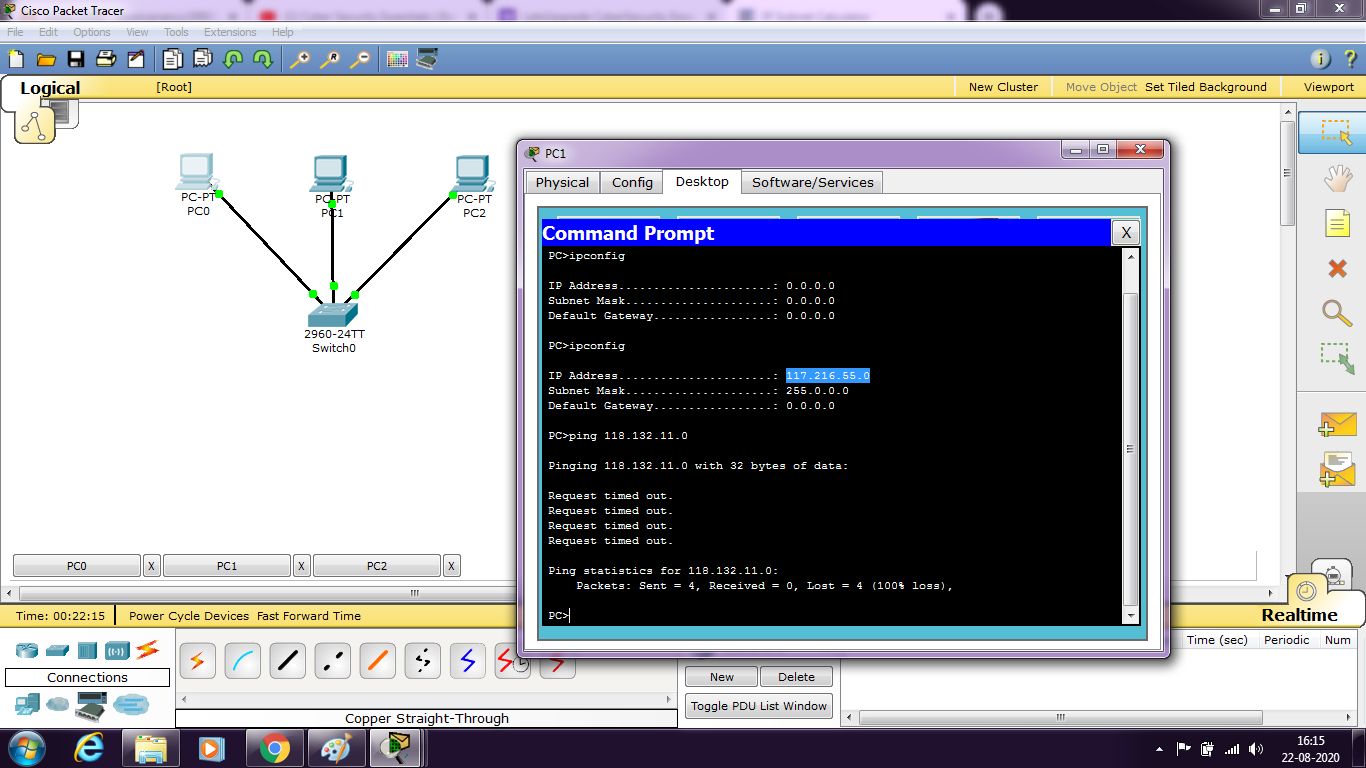 Cisco Packet Tracer
File Edit Options View Tools Extensions Help
Logical
[Root]
New Cluster
Move Object
Set Tiled Background
Viewport
PC-PT
PC0
PC-PT
PC1
PC-PT
PC2
2960-24TT
Switch0
PC1
Physical Config Desktop Software/Services
Command Prompt
X
PC>ipconfig
IP Address......................: 0.0.0.0
Subnet Mask.....................: 0.0.0.0
Default Gateway.................: 0.0.0.0
PC>ipconfig
IP Address......................: 117.216.55.0
Subnet Mask.....................: 255.0.0.0
Default Gateway.................: 0.0.0.0
PC>ping 118.132.11.0
Pinging 118.132.11.0 with 32 bytes of data:
Request timed out.
Request timed out.
Request timed out.
Request timed out.
Ping statistics for 118.132.11.0:
Packets: Sent = 4, Received = 0, Lost = 4 (100% loss),
PC>
PC0 X PC1 X PC2 X
Time: 00:22:15 Power Cycle Devices Fast Forward Time
Realtime
Connections
Copper Straight-Through
New Delete
Toggle PDU List Window
Time (sec) Periodic Num
16:15
22-08-2020